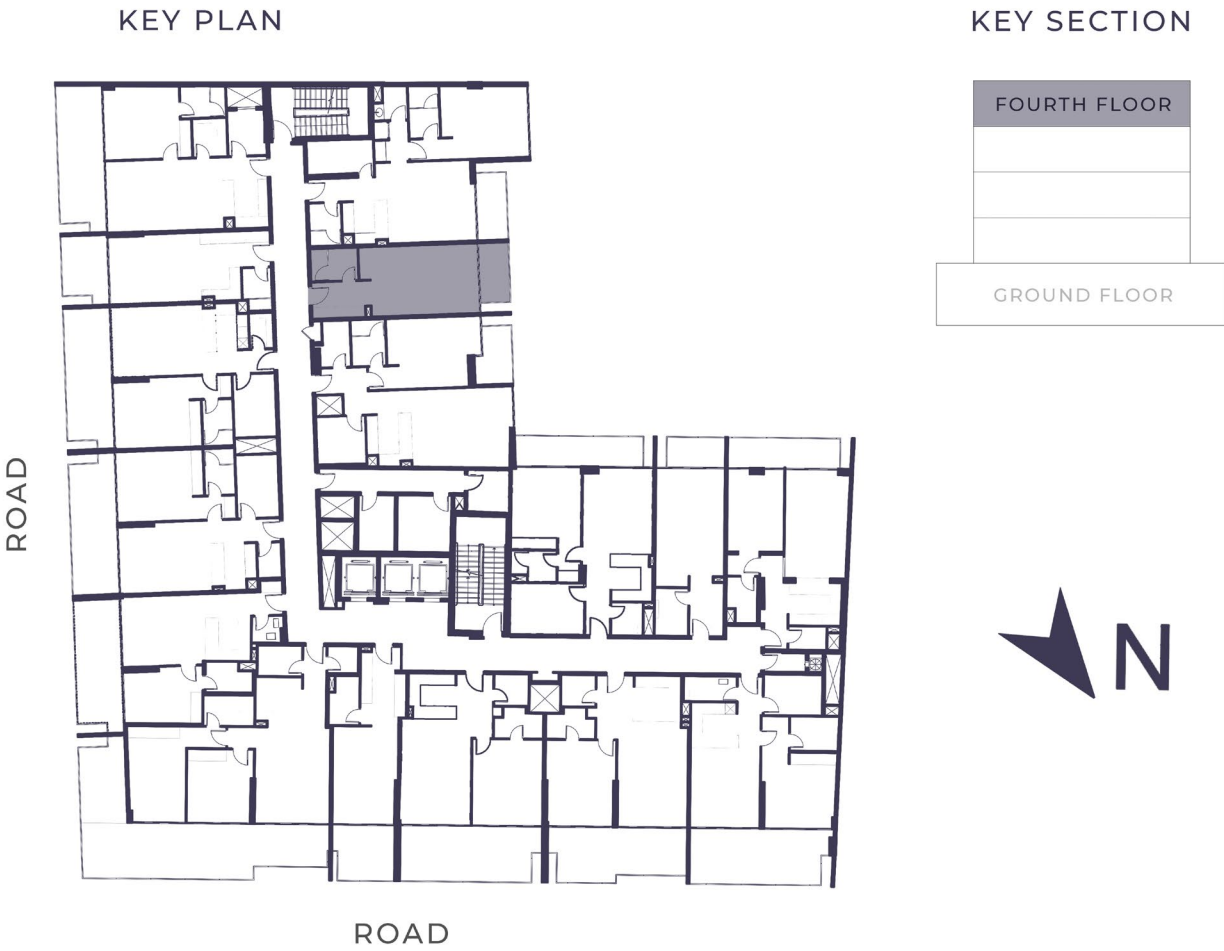 KEY PLAN
KEY SECTION
FOURTH FLOOR
GROUND FLOOR
ROAD
N
ROAD